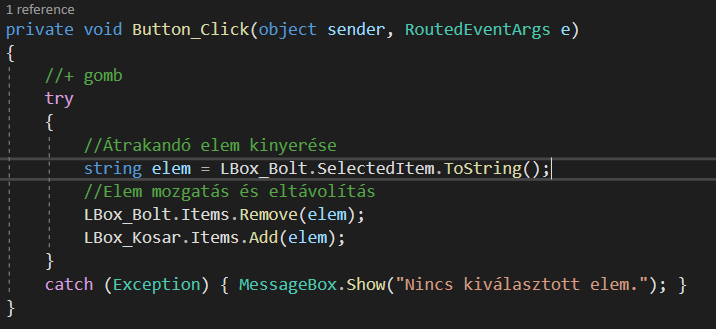 1 reference
private void Button_Click(object sender, RoutedEventArgs e)
{
//+ gomb
try
{
//Átrakandó elem kinyerése
string elem = LBox_Bolt.SelectedItem.ToString();
//Elem mozgatás és eltávolítás
LBox_Bolt.Items.Remove(elem);
LBox_Kosar.Items.Add(elem);
}
catch (Exception) { MessageBox.Show("Nincs kiválasztott elem."); }
}